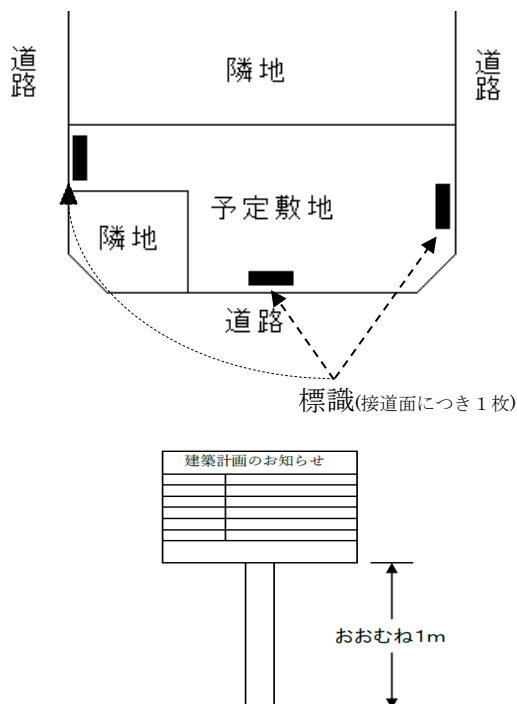 道路
隣地
道路
予定敷地
隣地
道路
標識(接道面につき１枚)
建築計画のお知らせ
おおむね1m